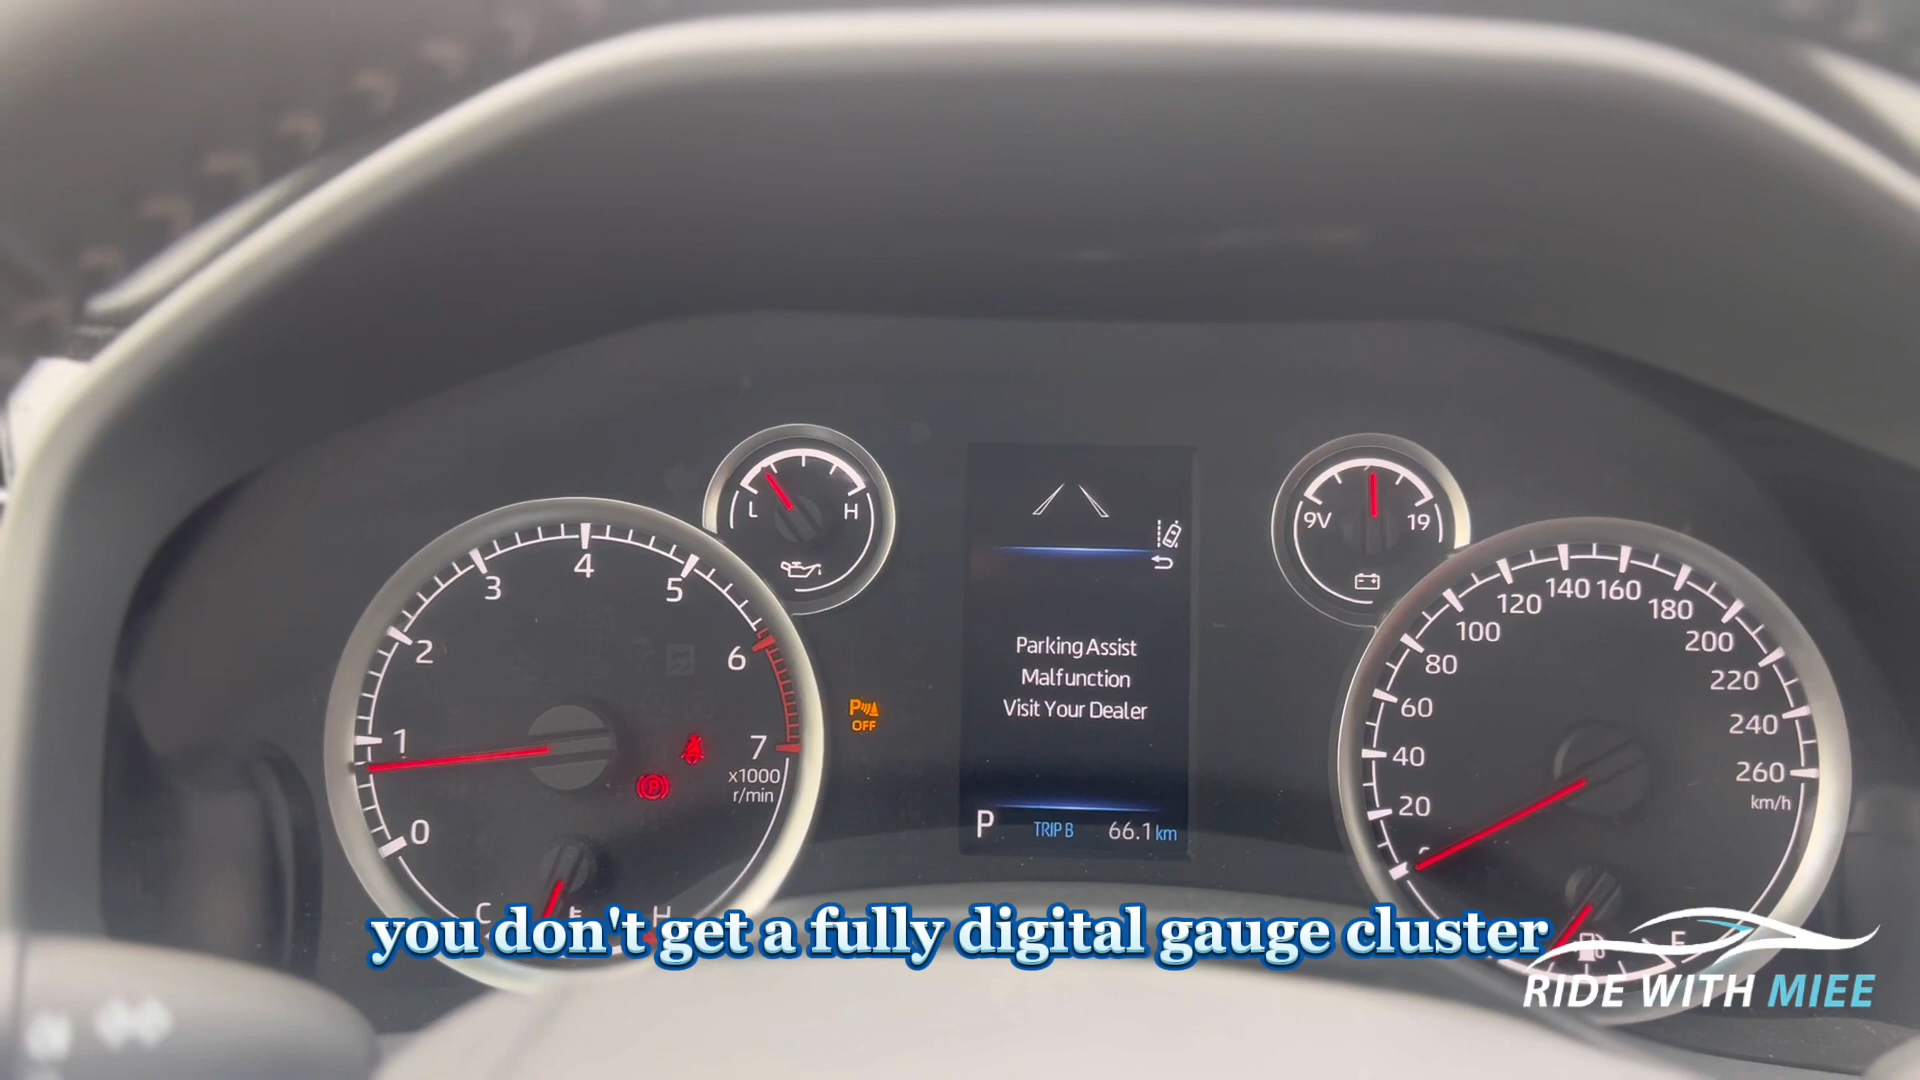 4
3
5
2
6
1
7
x1000
r/min
0
C
H
L
H
P
OFF
P
Parking Assist
Malfunction
Visit Your Dealer
P
TRIP B
66.1 km
9V
19
140
160
120
180
100
200
80
220
60
240
40
260
km/h
20
you don't get a fully digital gauge cluster
RIDE WITH MIEE